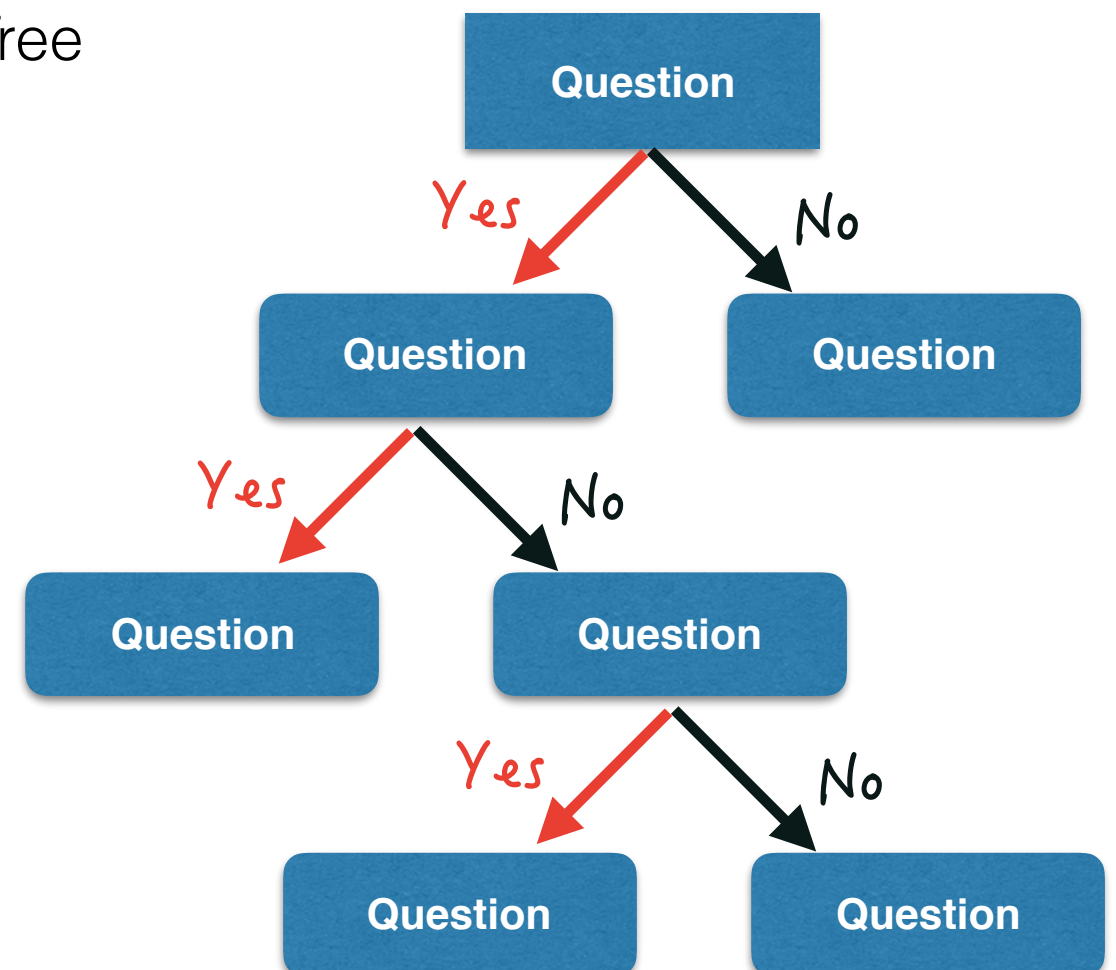 ree
Question
Yes
No
Question
Question
Yes
No
Question
Question
Yes
No
Question
Question